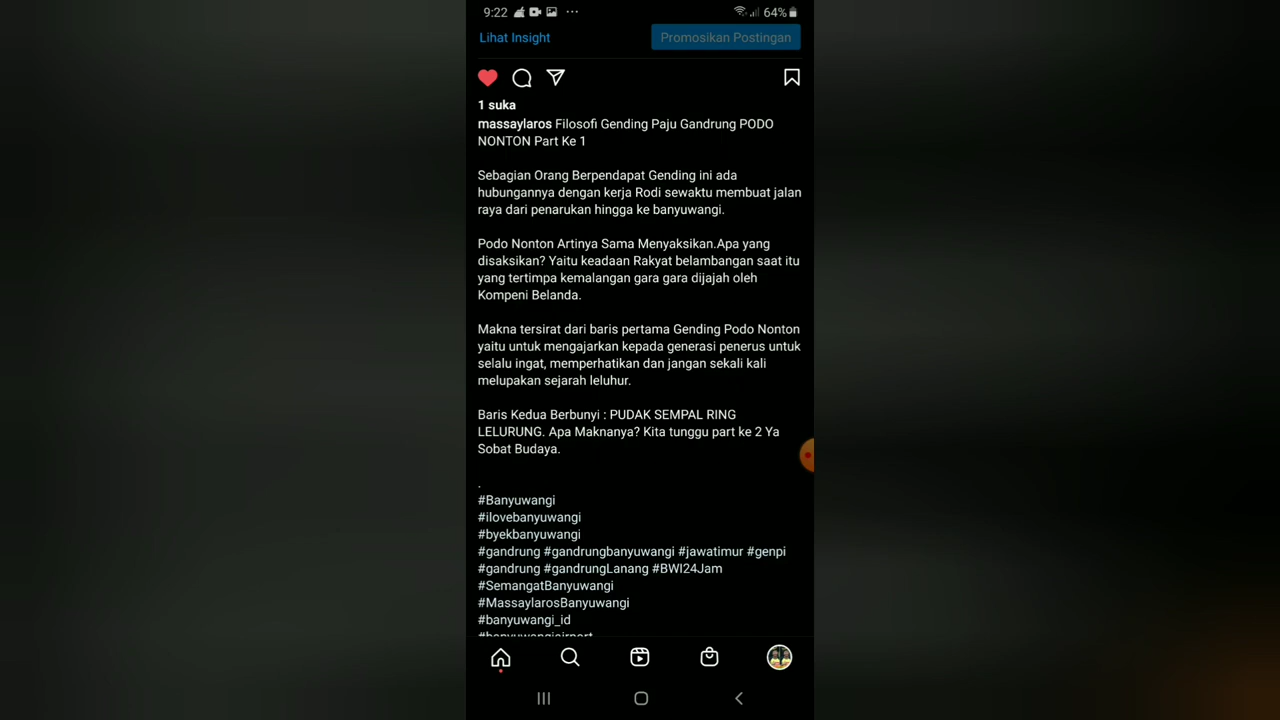 9:22
64%
Lihat Insight
Promosikan Postingan
1 suka
massaylaros Filosofi Gending Paju Gandrung PODO
NONTON Part Ke 1
Sebagian Orang Berpendapat Gending ini ada
hubungannya dengan kerja Rodi sewaktu membuat jalan
raya dari penarukan hingga ke banyuwangi.
Podo Nonton Artinya Sama Menyaksikan.Apa yang
disaksikan? Yaitu keadaan Rakyat belambangan saat itu
yang tertimpa kemalangan gara gara dijajah oleh
Kompeni Belanda.
Makna tersirat dari baris pertama Gending Podo Nonton
yaitu untuk mengajarkan kepada generasi penerus untuk
selalu ingat, memperhatikan dan jangan sekali kali
melupakan sejarah leluhur.
Baris Kedua Berbunyi : PUDAK SEMPAL RING
LELURUNG. Apa Maknanya? Kita tunggu part ke 2 Ya
Sobat Budaya.
.
#Banyuwangi
#ilovebanyuwangi
#byekbanyuwangi
#gandrung #gandrungbanyuwangi #jawatimur #genpi
#gandrung #gandrungLanang #BWI24Jam
#SemangatBanyuwangi
#MassaylarosBanyuwangi
#banyuwangi_id
#banyuwangiairport